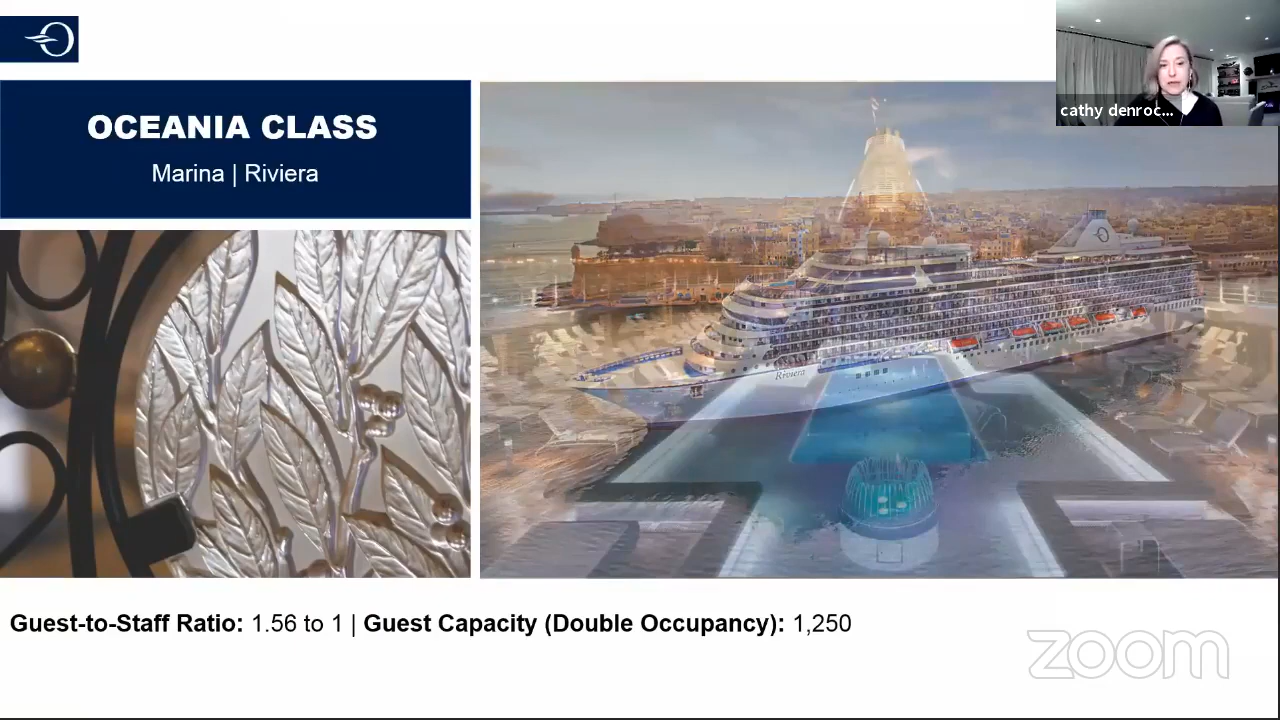 OCEANIA CLASS
Marina | Riviera
cathy denroc...
Riviera
Guest-to-Staff Ratio: 1.56 to 1 | Guest Capacity (Double Occupancy): 1,250
zoom